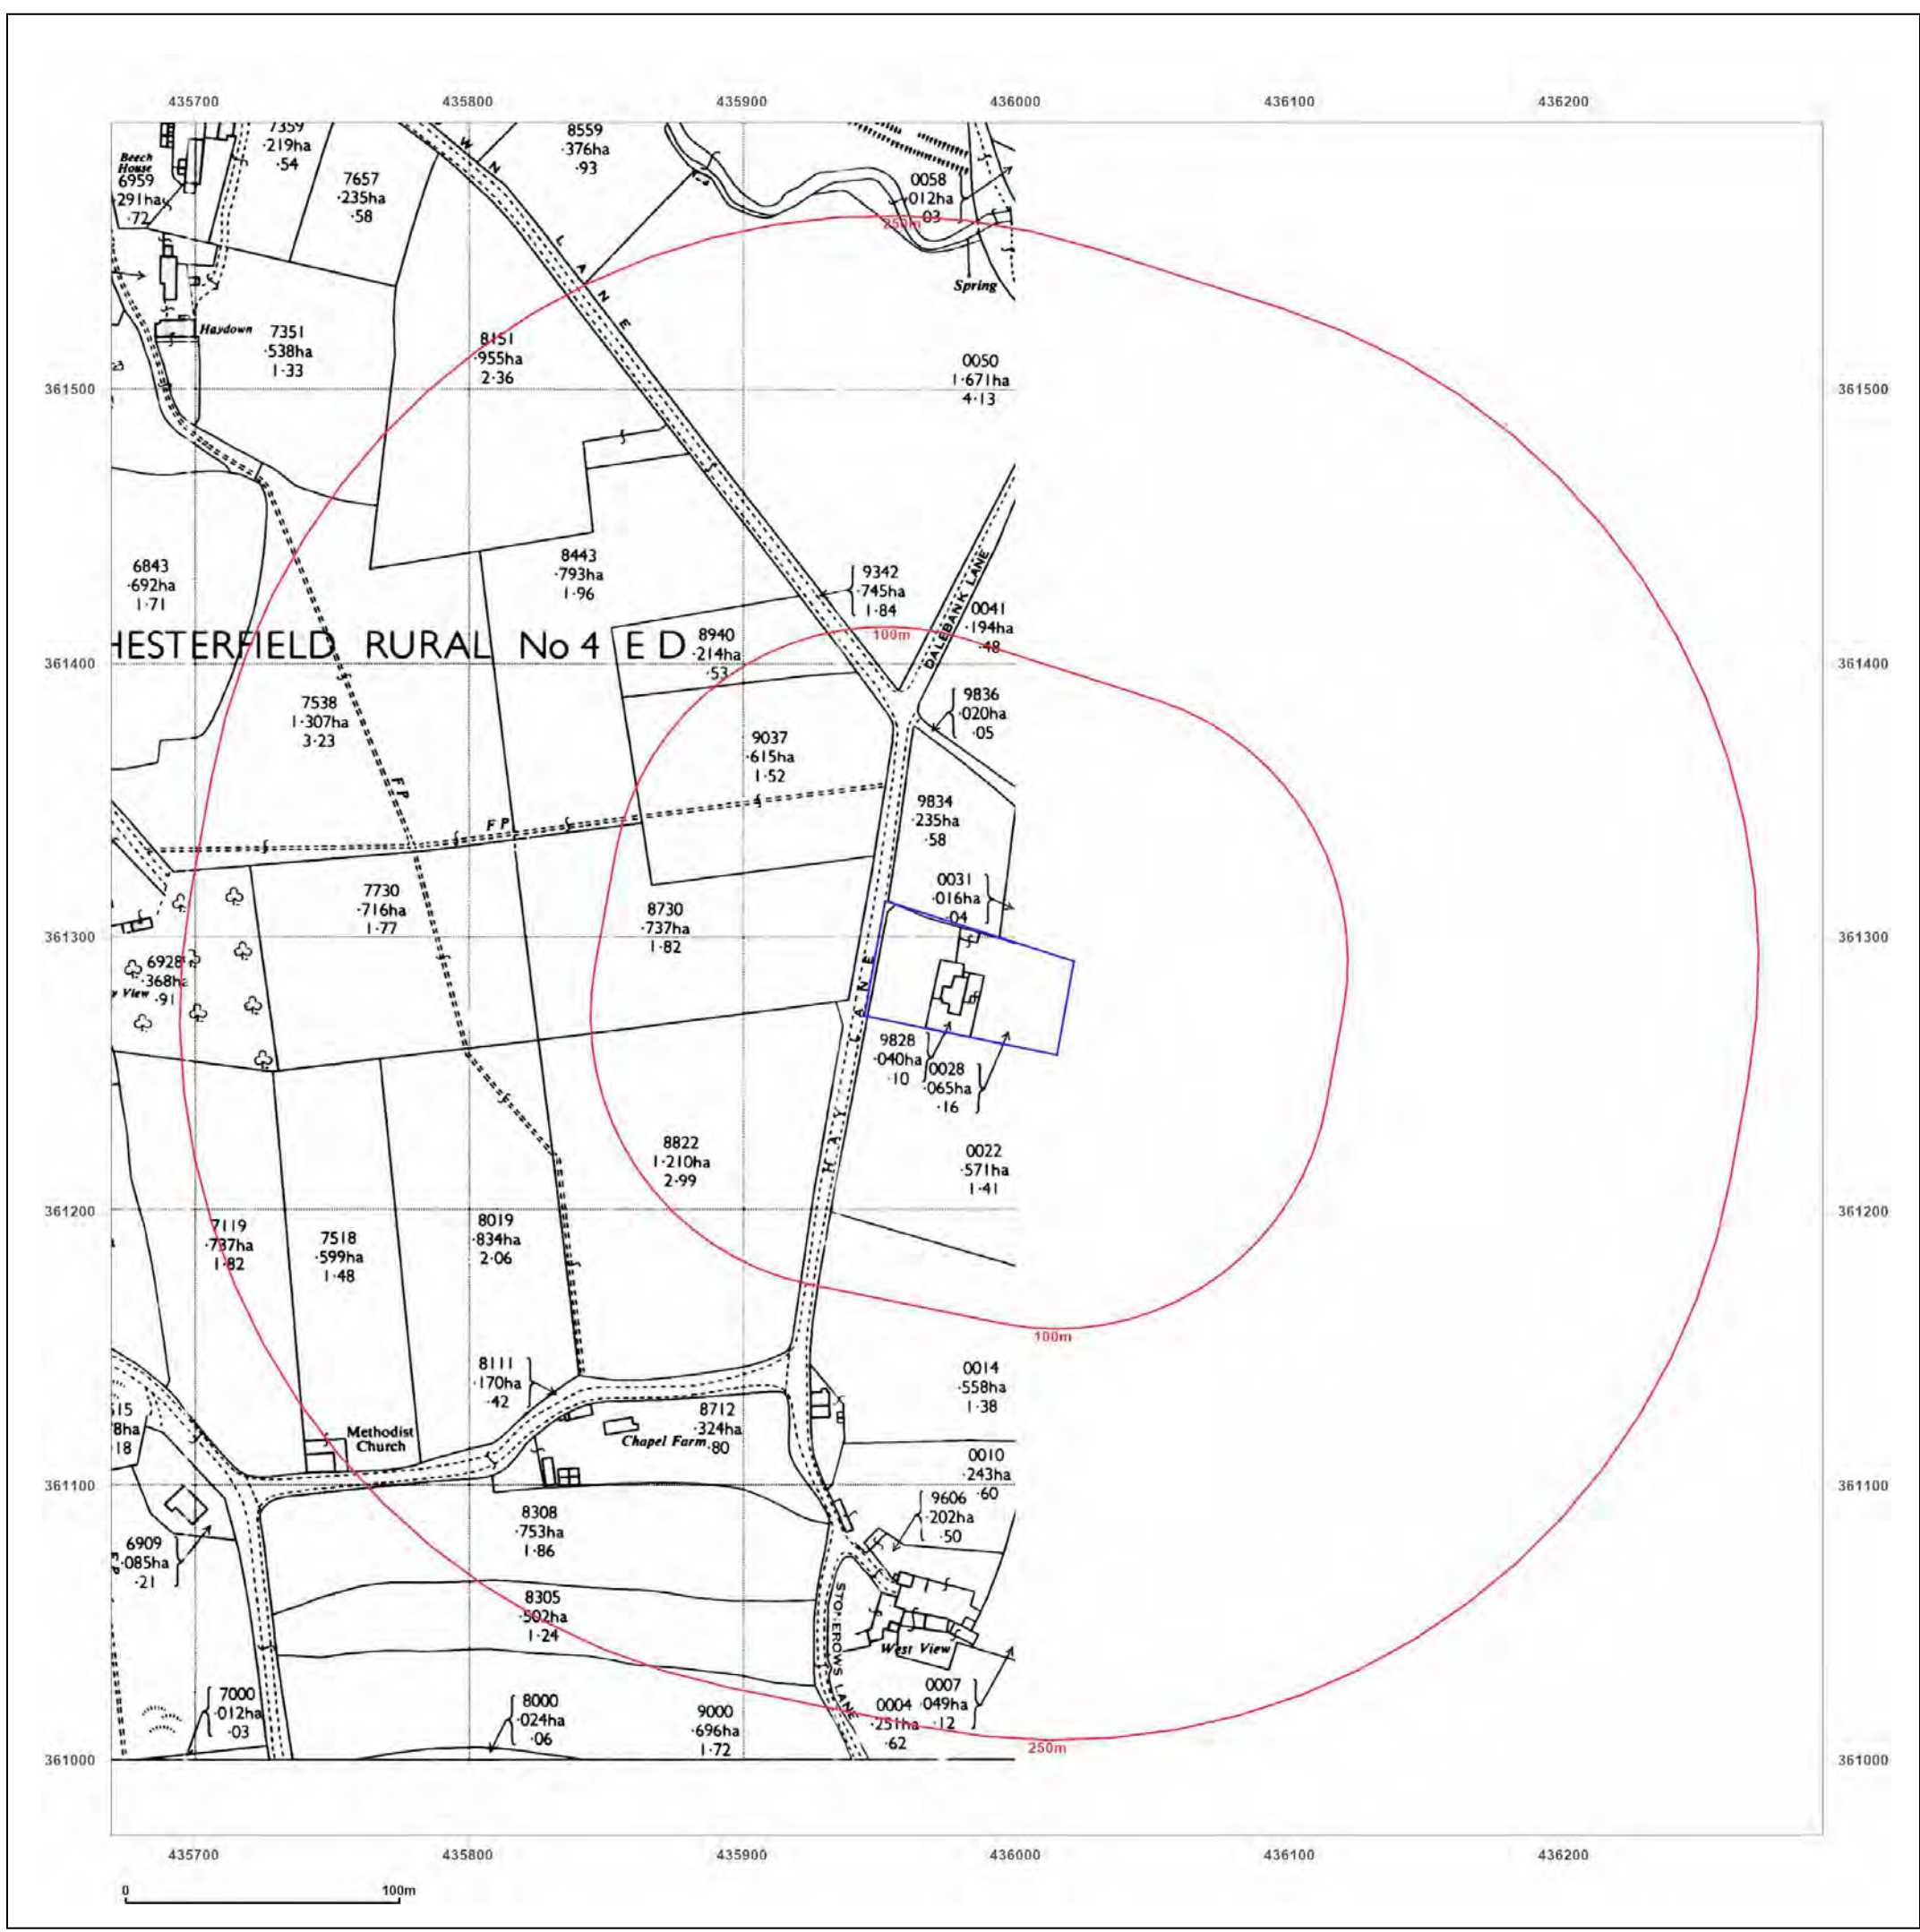 435700 435800 435900 436000 436100 436200
7359
·219ha
·54
Beech
House
6959
·291ha
·72
7657
·235ha
·58
8559
·376ha
·93
W N
LANE
0058
·012ha
·03
250m
Spring
Haydown
7351
·538ha
1·33
8151
·955ha
2·36
0050
1·671ha
4·13
361500
361500
6843
·692ha
1·71
8443
·793ha
1·96
9342
·745ha
1·84
DALEBANK LANE
0041
·194ha
·48
HESTERFIELD RURAL No 4 E D
8940
·214ha
·53
100m
361400
361400
7538
1·307ha
3·23
9836
·020ha
·05
9037
·615ha
1·52
F P
F P
9834
·235ha
·58
7730
·716ha
1·77
8730
·737ha
1·82
0031
·016ha
·04
361300
361300
6928
·368ha
·91
y View
HAY LANE
9828
·040ha
·10
0028
·065ha
·16
8822
1·210ha
2·99
0022
·571ha
1·41
361200
361200
7119
·737ha
1·82
7518
·599ha
1·48
8019
·834ha
2·06
100m
8111
·170ha
·42
0014
·558ha
1·38
515
8ha
18
Methodist
Church
8712
·324ha
·80
Chapel Farm
0010
·243ha
·60
361100
361100
8308
·753ha
1·86
9606
·202ha
·50
6909
·085ha
·21
F P
8305
·502ha
1·24
STONEROWS LANE
West View
7000
·012ha
·03
8000
·024ha
·06
9000
·696ha
1·72
0004
·251ha
·62
0007
·049ha
·12
250m
361000
361000
435700 435800 435900 436000 436100 436200
0 100m